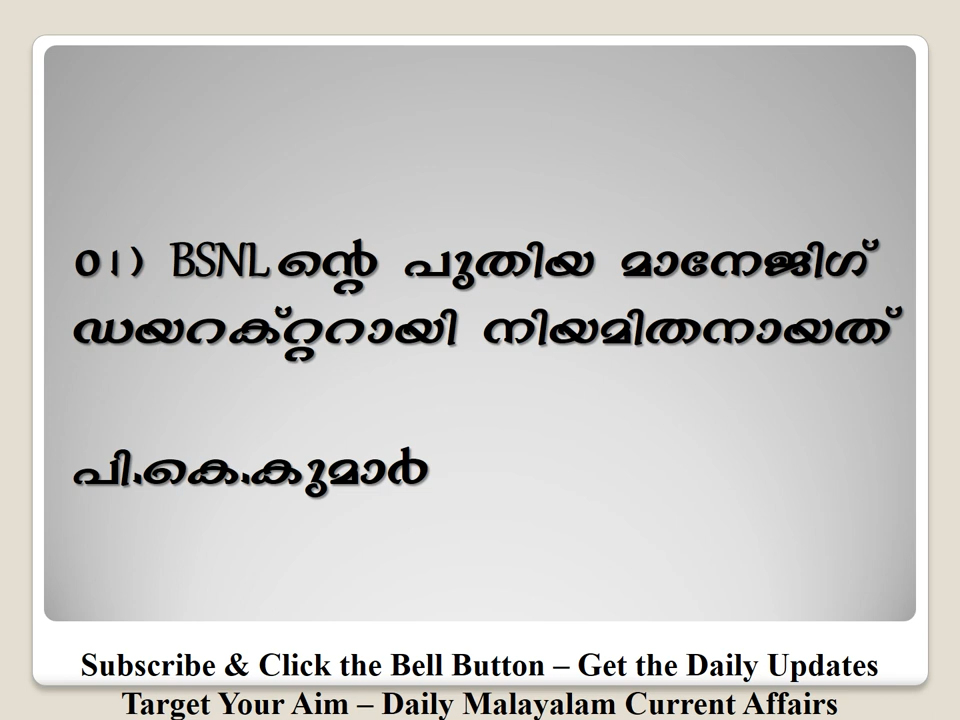 01) BSNL ന്റെ പുതിയ മാനേജിഗ്
ഡയറക്റ്ററായി നിയമിതനായത്
പി.കെ.കുമാർ
Subscribe & Click the Bell Button – Get the Daily Updates
Target Your Aim – Daily Malayalam Current Affairs